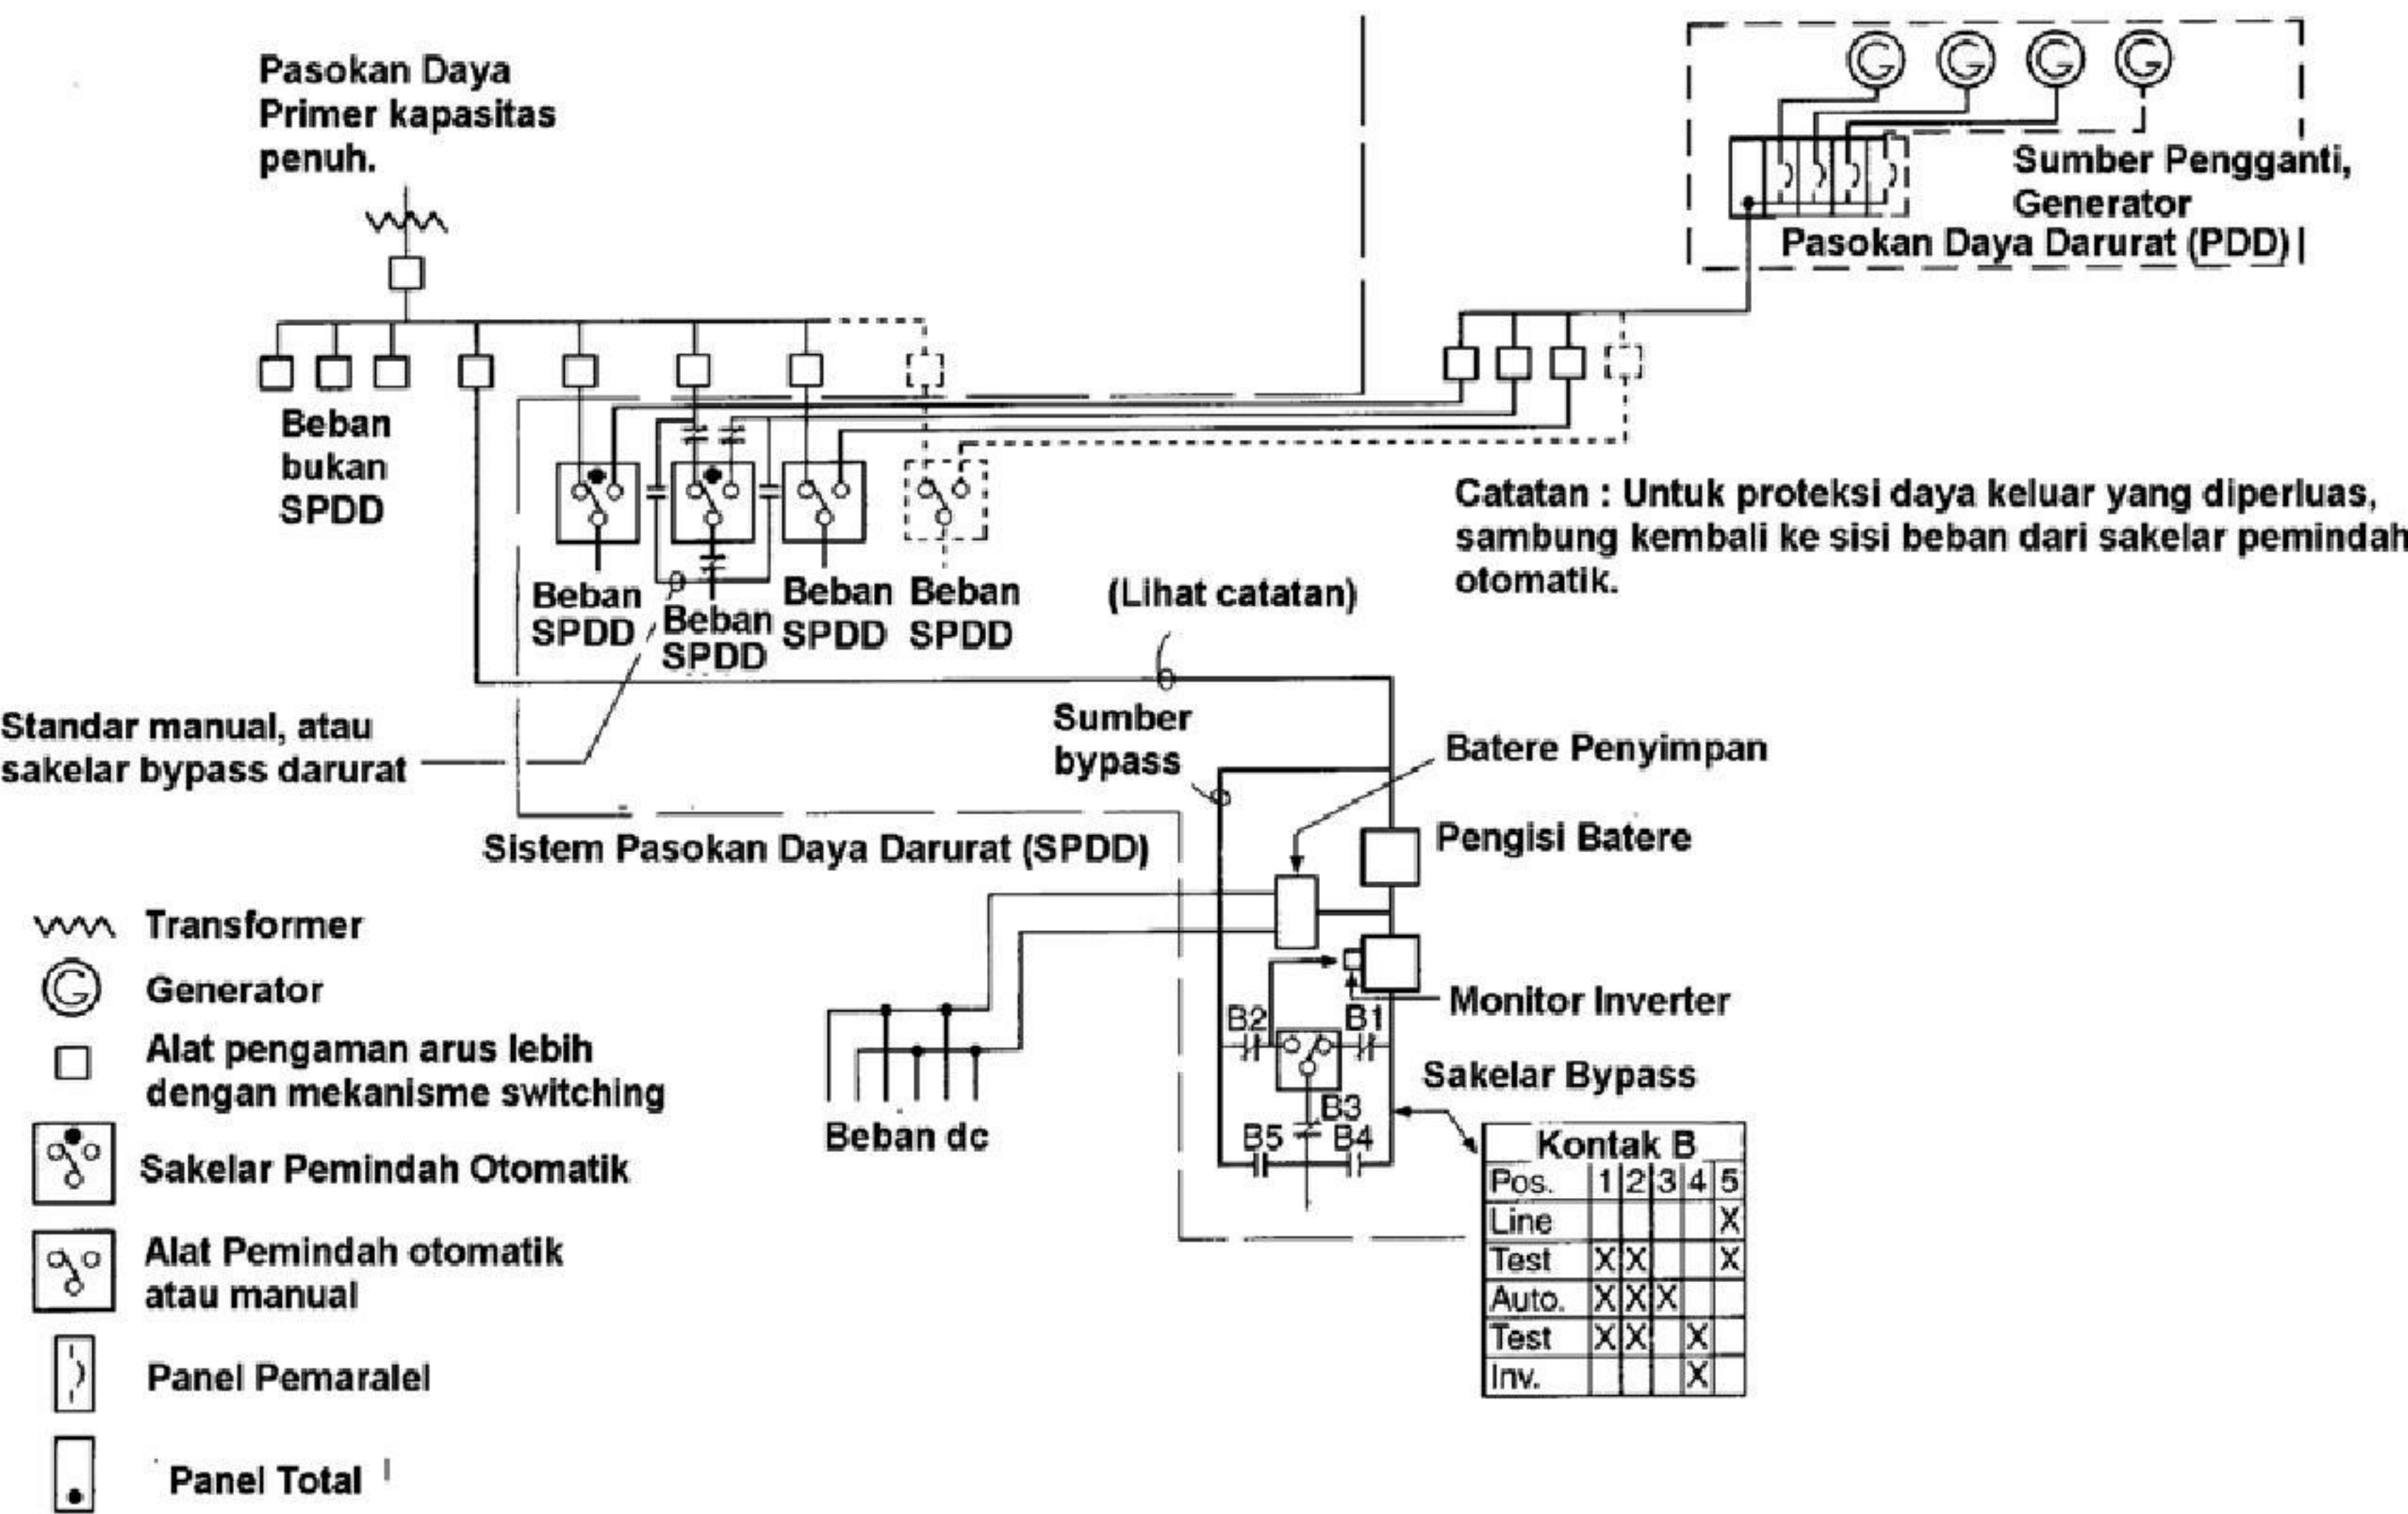 Pasokan Daya
Primer kapasitas
penuh.
G G G G
Sumber Pengganti,
Generator
Pasokan Daya Darurat (PDD)
Beban
bukan
SPDD
Beban
SPDD
Beban
SPDD
Beban
SPDD
Beban
SPDD
(Lihat catatan)
Catatan : Untuk proteksi daya keluar yang diperluas,
sambung kembali ke sisi beban dari sakelar pemindah
otomatik.
Standar manual, atau
sakelar bypass darurat
Sumber
bypass
Batere Penyimpan
Pengisi Batere
Sistem Pasokan Daya Darurat (SPDD)
Monitor Inverter
B2 B1
Sakelar Bypass
B3
B5 B4
Beban dc
Kontak B
Pos. 1 2 3 4 5
Line X
Test X X X
Auto. X X X
Test X X X
Inv. X
Transformer
G Generator
Alat pengaman arus lebih
dengan mekanisme switching
Sakelar Pemindah Otomatik
Alat Pemindah otomatik
atau manual
Panel Pemaralel
Panel Total